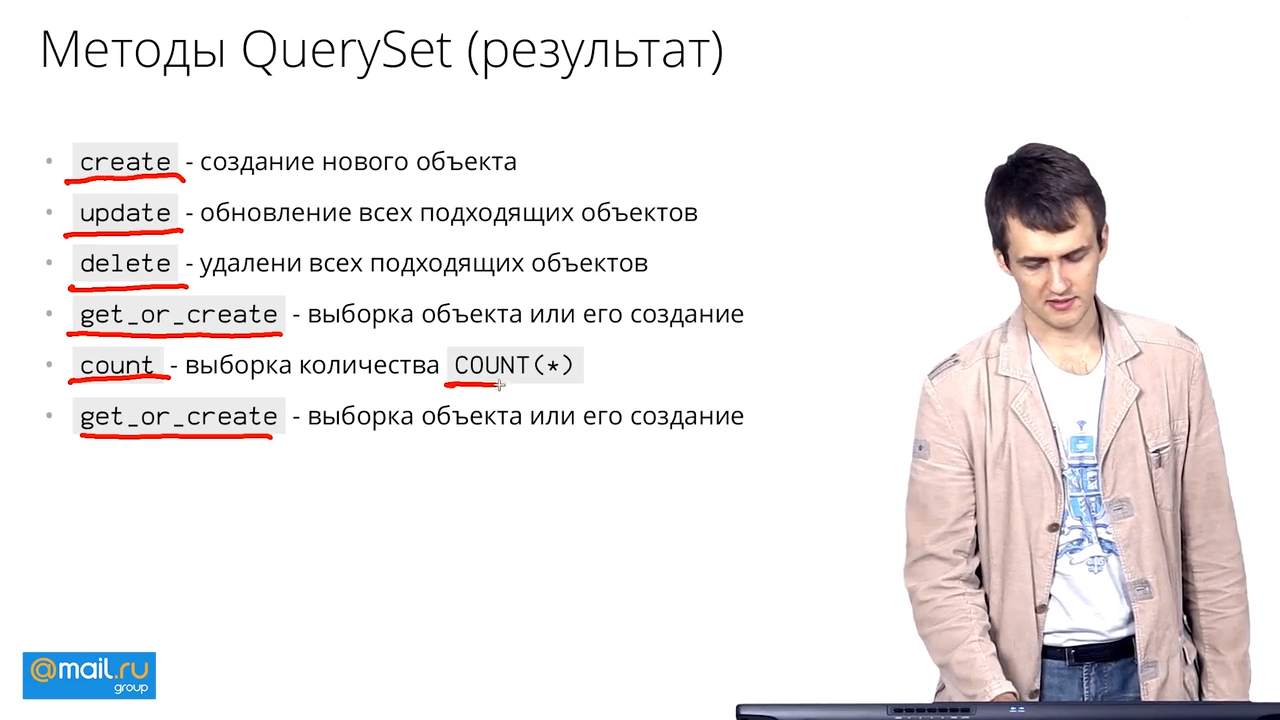 Методы QuerySet (результат)
• create - создание нового объекта
• update - обновление всех подходящих объектов
• delete - удалени всех подходящих объектов
• get_or_create - выборка объекта или его создание
• count - выборка количества COUNT(*)
• get_or_create - выборка объекта или его создание
@mail.ru
group